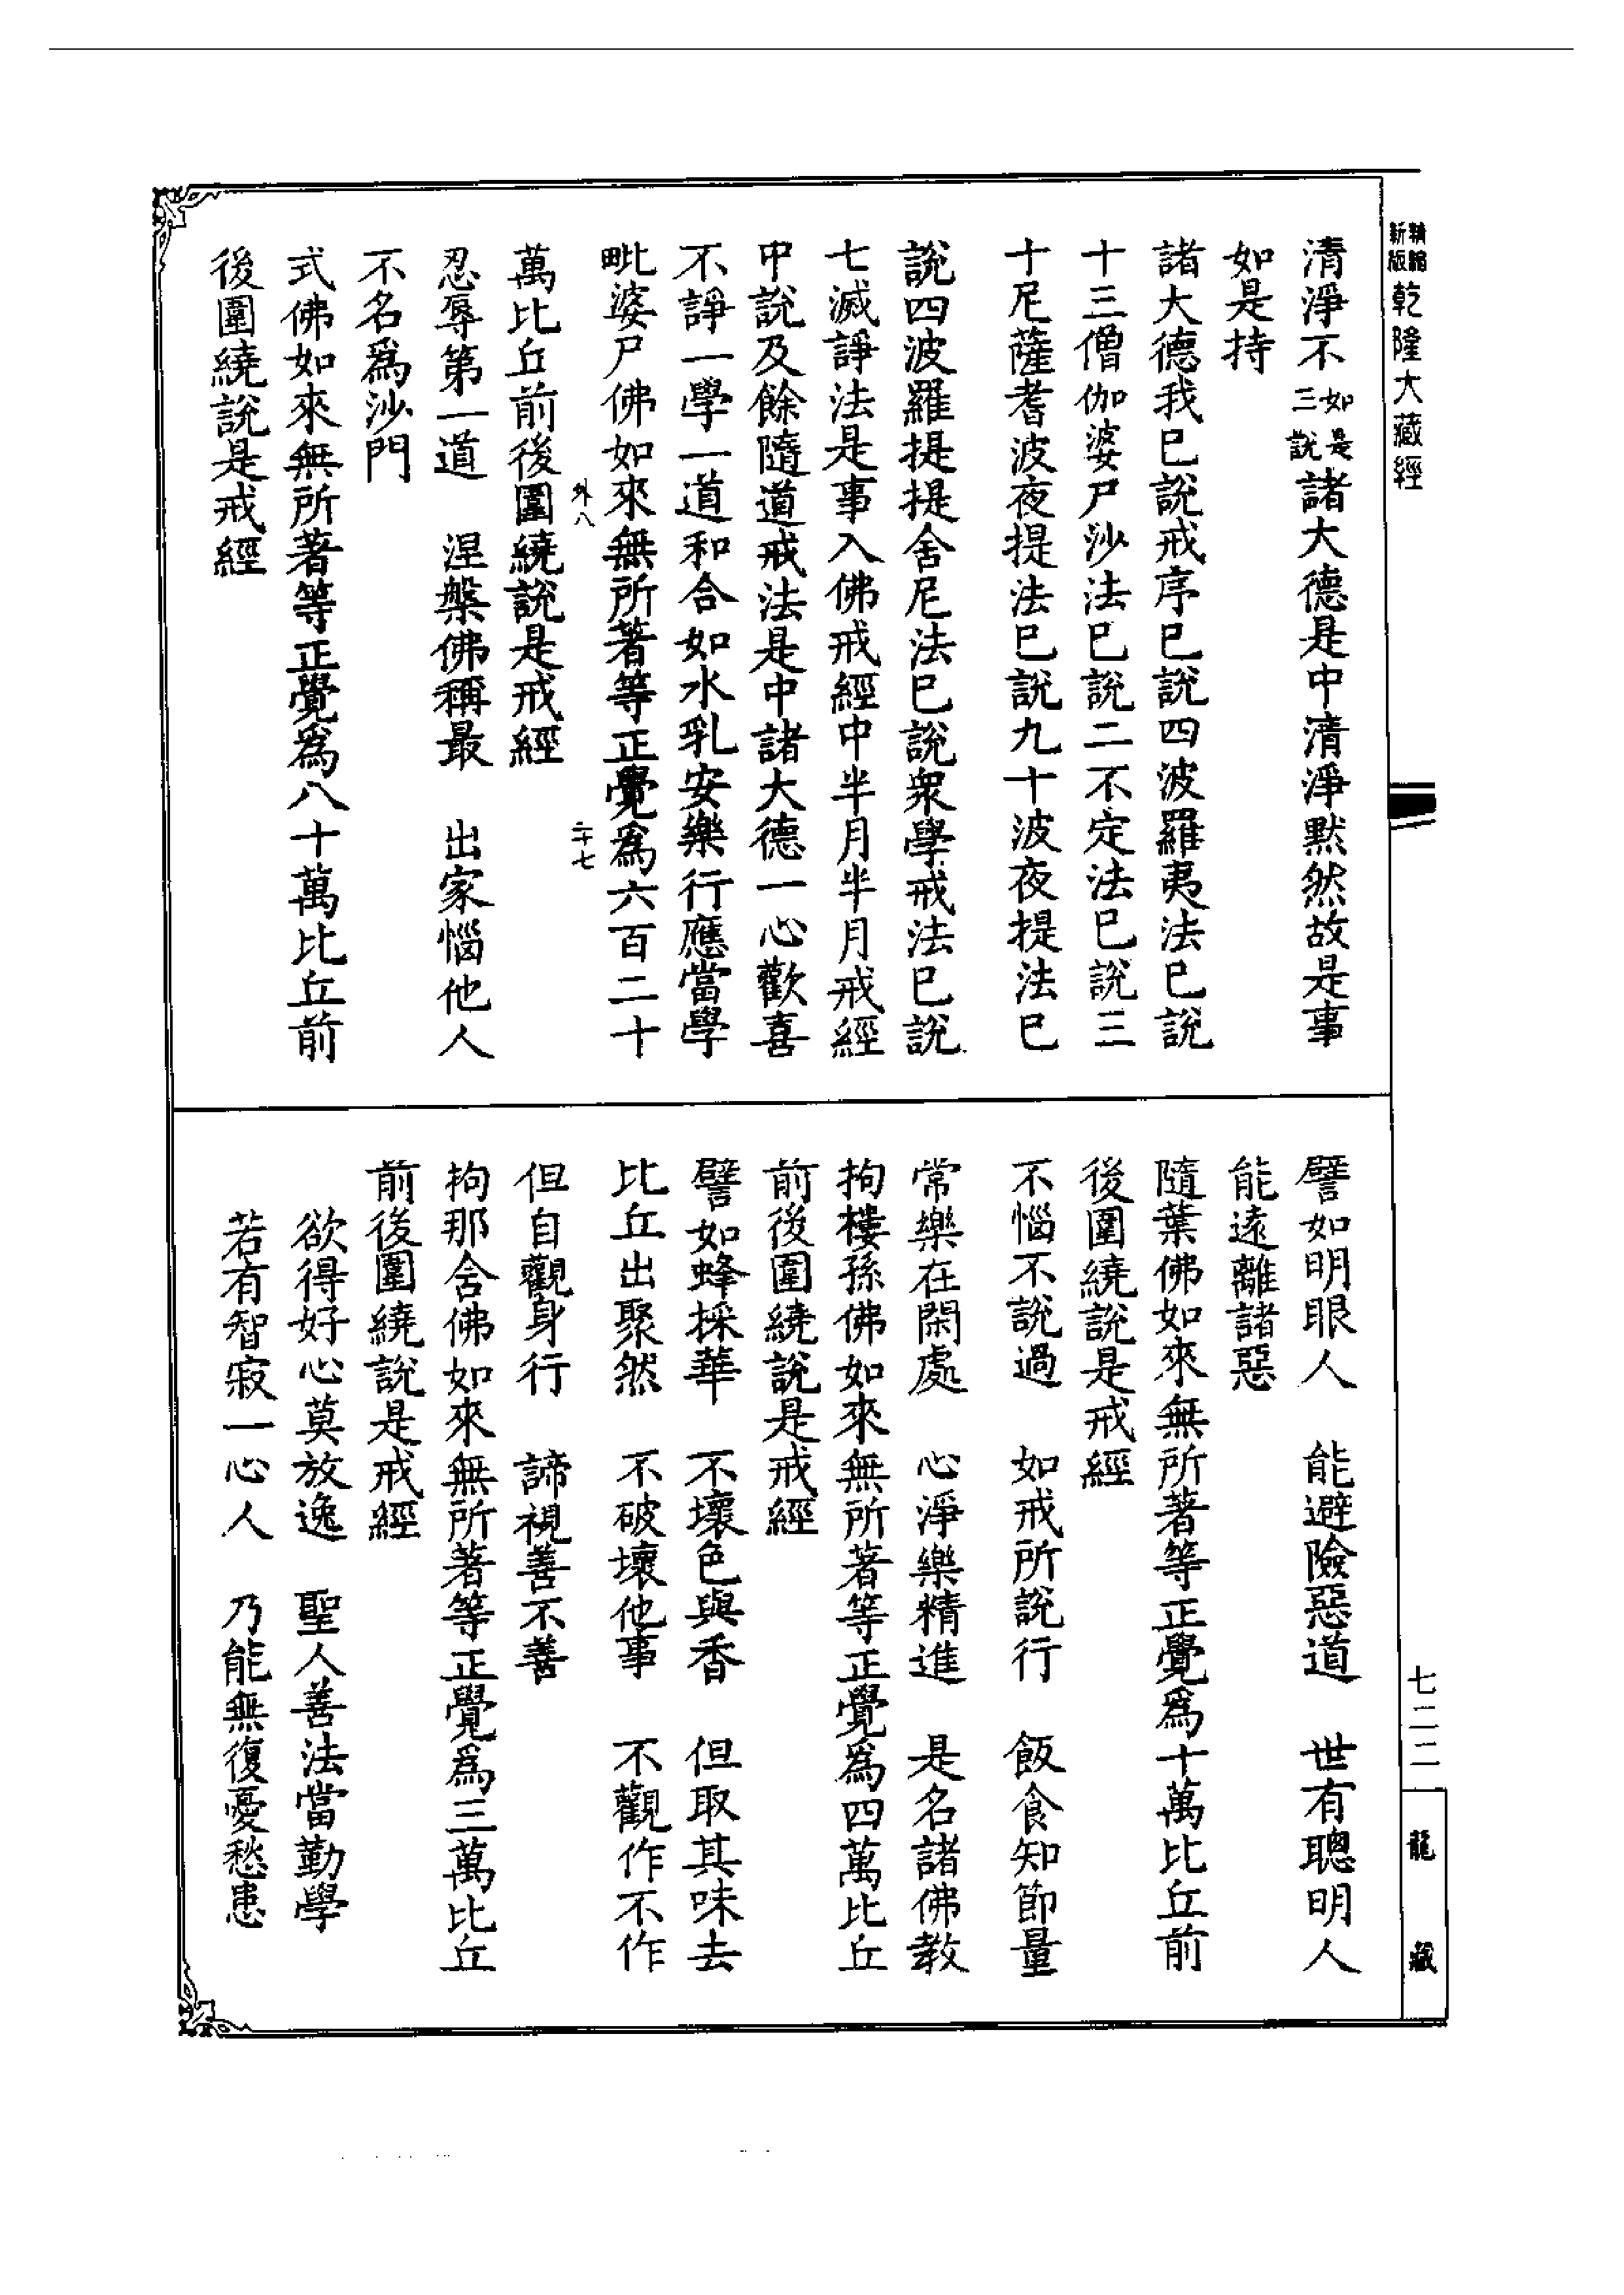 精縮新版乾隆大藏經
清淨不如是三說諸大德是中清淨默然故是事
如是持
諸大德我已說戒序已說四波羅夷法已說
十三僧伽婆尸沙法已說二不定法已說三
十尼薩耆波夜提法已說九十波夜提法已
說四波羅提提舍尼法已說衆學戒法已說
七滅諍法是事入佛戒經中半月半月戒經
中說及餘隨道戒法是中諸大德一心歡喜
不諍一學一道和合如水乳安樂行應當學
毗婆尸佛如來無所著等正覺爲六百二十
外八 二十七
萬比丘前後圍繞說是戒經
忍辱第一道 涅槃佛稱最 出家惱他人
不名爲沙門
式佛如來無所著等正覺爲八十萬比丘前
後圍繞說是戒經
譬如明眼人 能避險惡道 世有聰明人
能遠離諸惡
隨葉佛如來無所著等正覺爲十萬比丘前
後圍繞說是戒經
不惱不說過 如戒所說行 飯食知節量
常樂在閑處 心淨樂精進 是名諸佛教
拘樓孫佛如來無所著等正覺爲四萬比丘
前後圍繞說是戒經
譬如蜂採華 不壞色與香 但取其味去
比丘出聚然 不破壞他事 不觀作不作
但自觀身行 諦視善不善
拘那含佛如來無所著等正覺爲三萬比丘
前後圍繞說是戒經
欲得好心莫放逸 聖人善法當勤學
若有智寂一心人 乃能無復憂愁患
七二二
龍藏